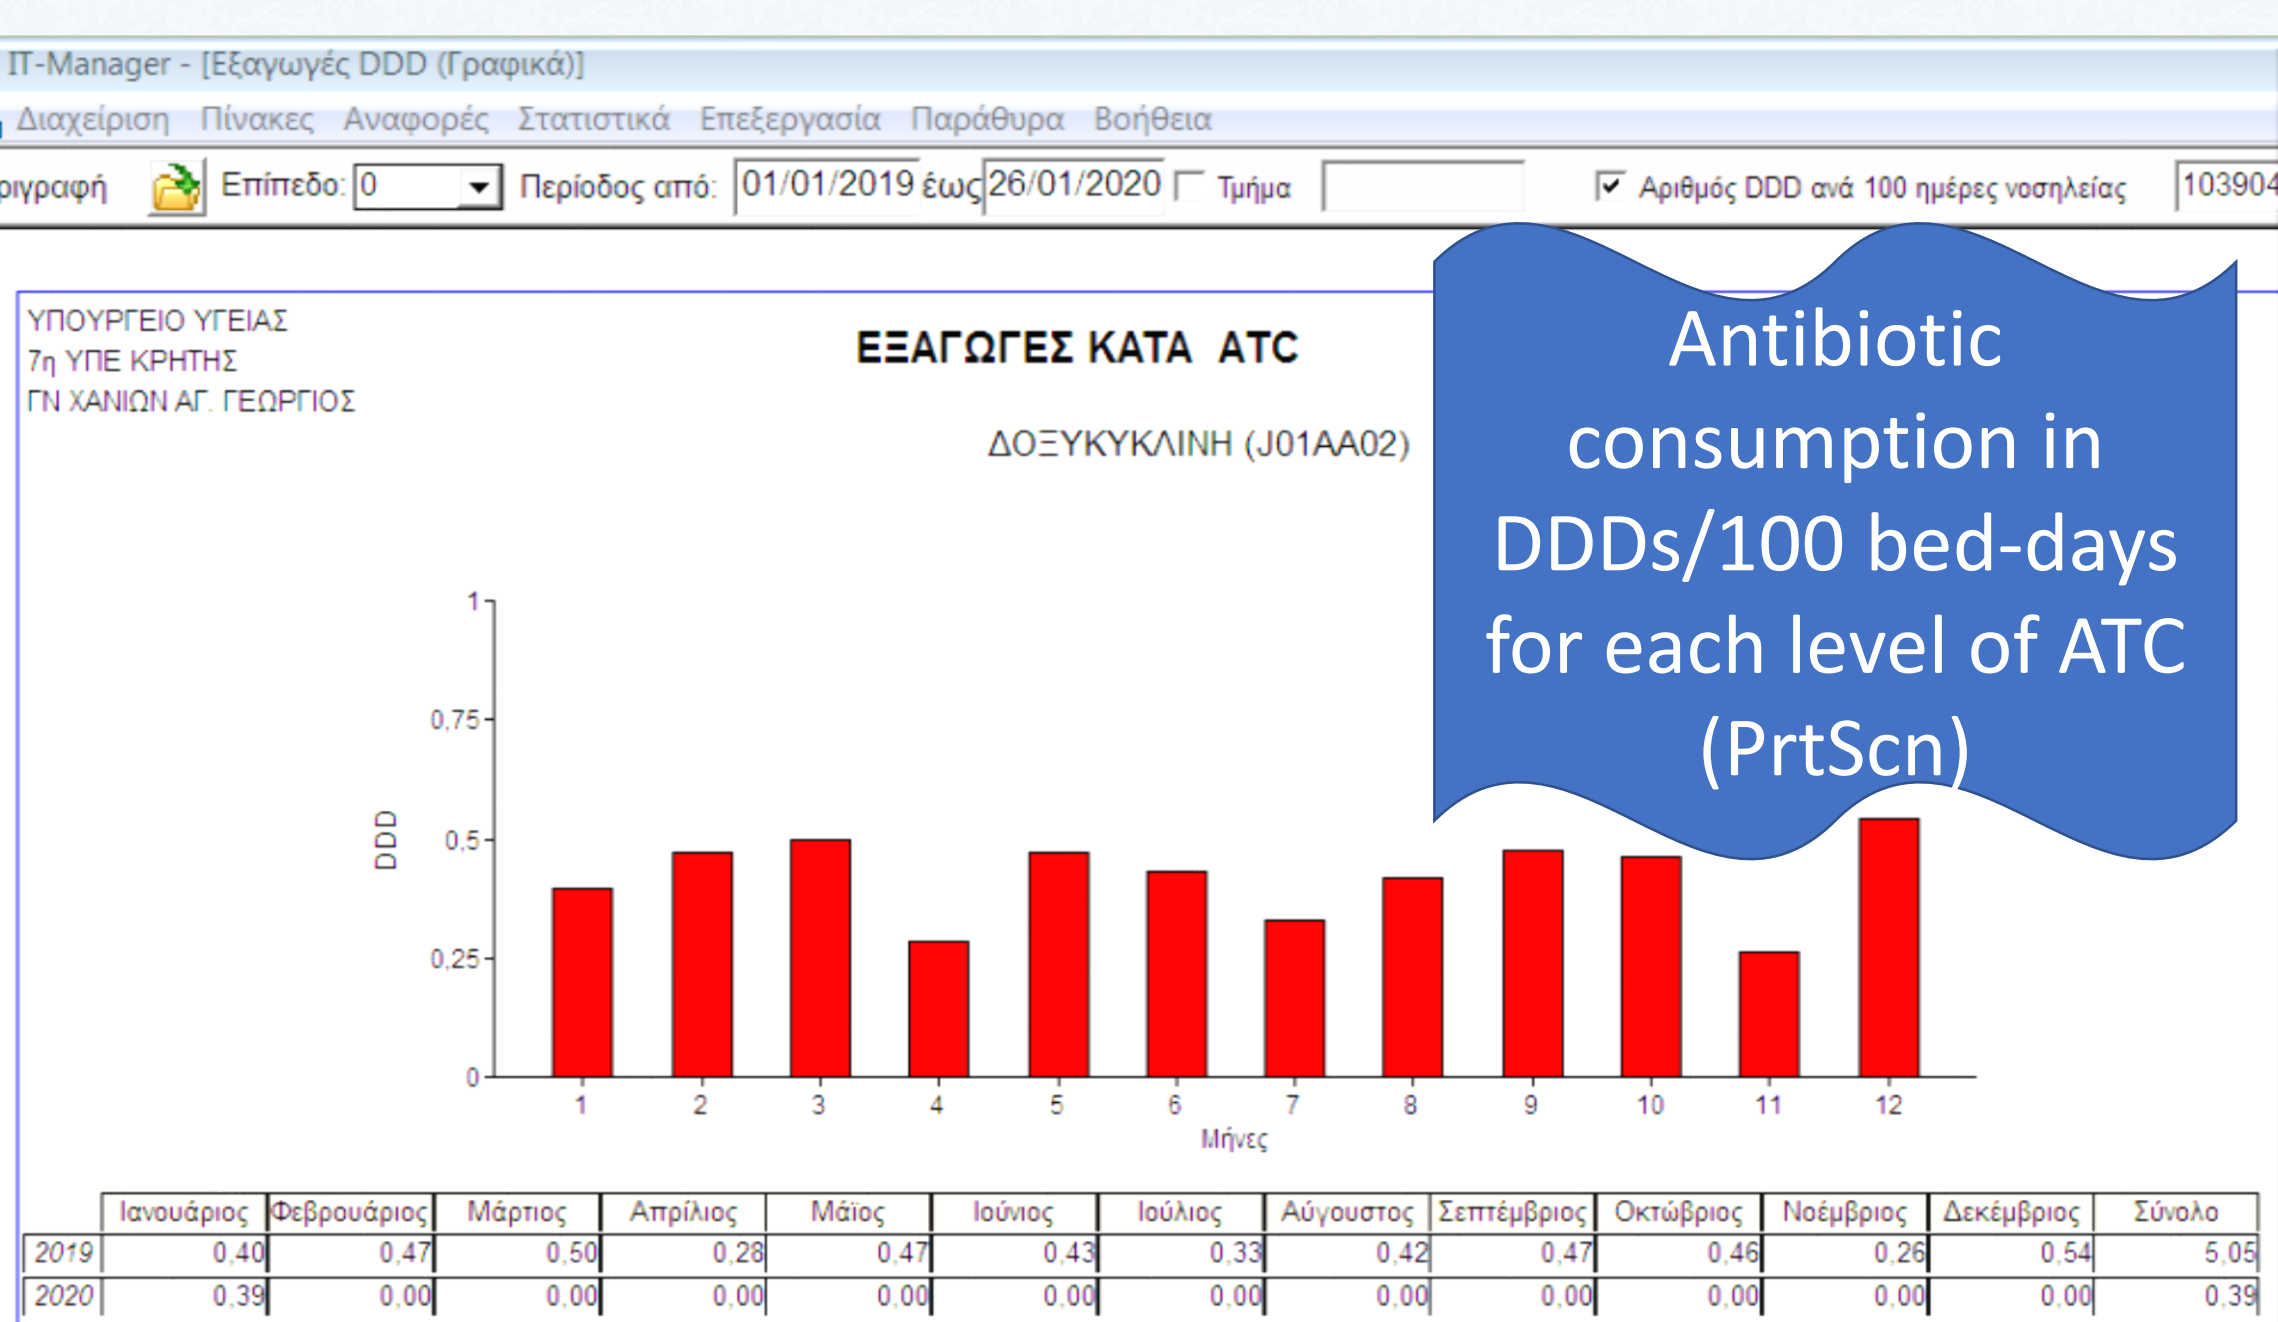 IT-Manager - [Εξαγωγές DDD (Γραφικά)]
Διαχείριση Πίνακες Αναφορές Στατιστικά Επεξεργασία Παράθυρα Βοήθεια
ριγραφή Επίπεδο: 0 Περίοδος από: 01/01/2019 έως 26/01/2020 Τμήμα Αριθμός DDD ανά 100 ημέρες νοσηλείας 103904
ΥΠΟΥΡΓΕΙΟ ΥΓΕΙΑΣ
7η ΥΠΕ ΚΡΗΤΗΣ
ΓΝ ΧΑΝΙΩΝ ΑΓ. ΓΕΩΡΓΙΟΣ
ΕΞΑΓΩΓΕΣ ΚΑΤΑ ATC
ΔΟΞΥΚΥΚΛΙΝΗ (J01AA02)
Antibiotic
consumption in
DDDs/100 bed-days
for each level of ATC
(PrtScn)
1
0,75
0,5
0,25
0
DDD
1 2 3 4 5 6 7 8 9 10 11 12
Μήνες
Ιανουάριος Φεβρουάριος Μάρτιος Απρίλιος Μάϊος Ιούνιος Ιούλιος Αύγουστος Σεπτέμβριος Οκτώβριος Νοέμβριος Δεκέμβριος Σύνολο
2019 0,40 0,47 0,50 0,28 0,47 0,43 0,33 0,42 0,47 0,46 0,26 0,54 5,05
2020 0,39 0,00 0,00 0,00 0,00 0,00 0,00 0,00 0,00 0,00 0,00 0,00 0,39